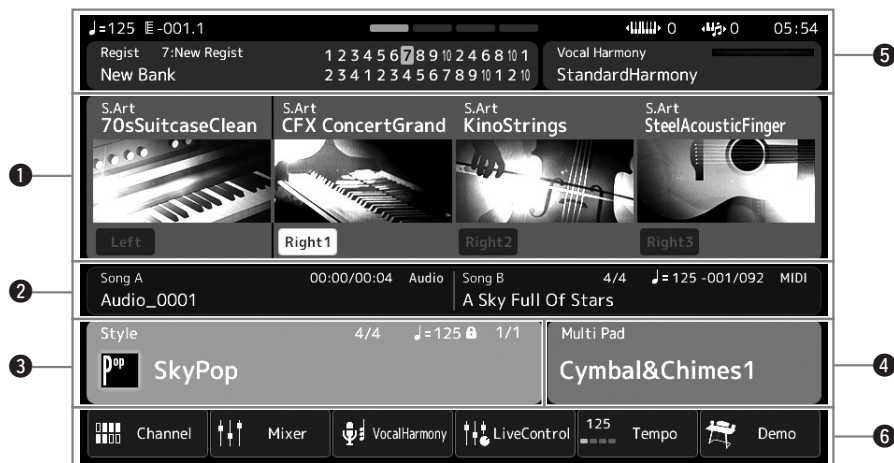 ♩=125 -001.1 0 0 05:54
Regist 7:New Regist 1 2 3 4 5 6 7 8 9 10 2 4 6 8 10 1 Vocal Harmony
New Bank 2 3 4 1 2 3 4 5 6 7 8 9 10 1 2 10 StandardHarmony
5
S.Art S.Art S.Art S.Art
70sSuitcaseClean CFX ConcertGrand KinoStrings SteelAcousticFinger
1
Left Right1 Right2 Right3
Song A 00:00/00:04 Audio Song B 4/4 ♩=125 -001/092 MIDI
2
Audio_0001 A Sky Full Of Stars
Style 4/4 ♩=125 1/1 Multi Pad
3
Pop SkyPop Cymbal&Chimes1
4
Channel Mixer VocalHarmony LiveControl 125 Tempo Demo
6